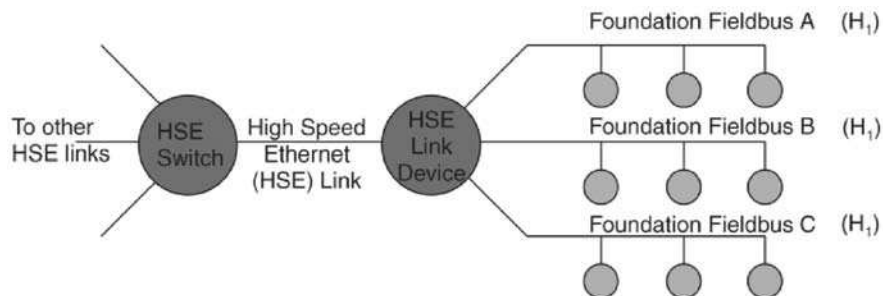 Foundation Fieldbus A (H₁)
To other
HSE links
HSE
Switch
High Speed
Ethernet
(HSE) Link
HSE
Link
Device
Foundation Fieldbus B (H₁)
Foundation Fieldbus C (H₁)